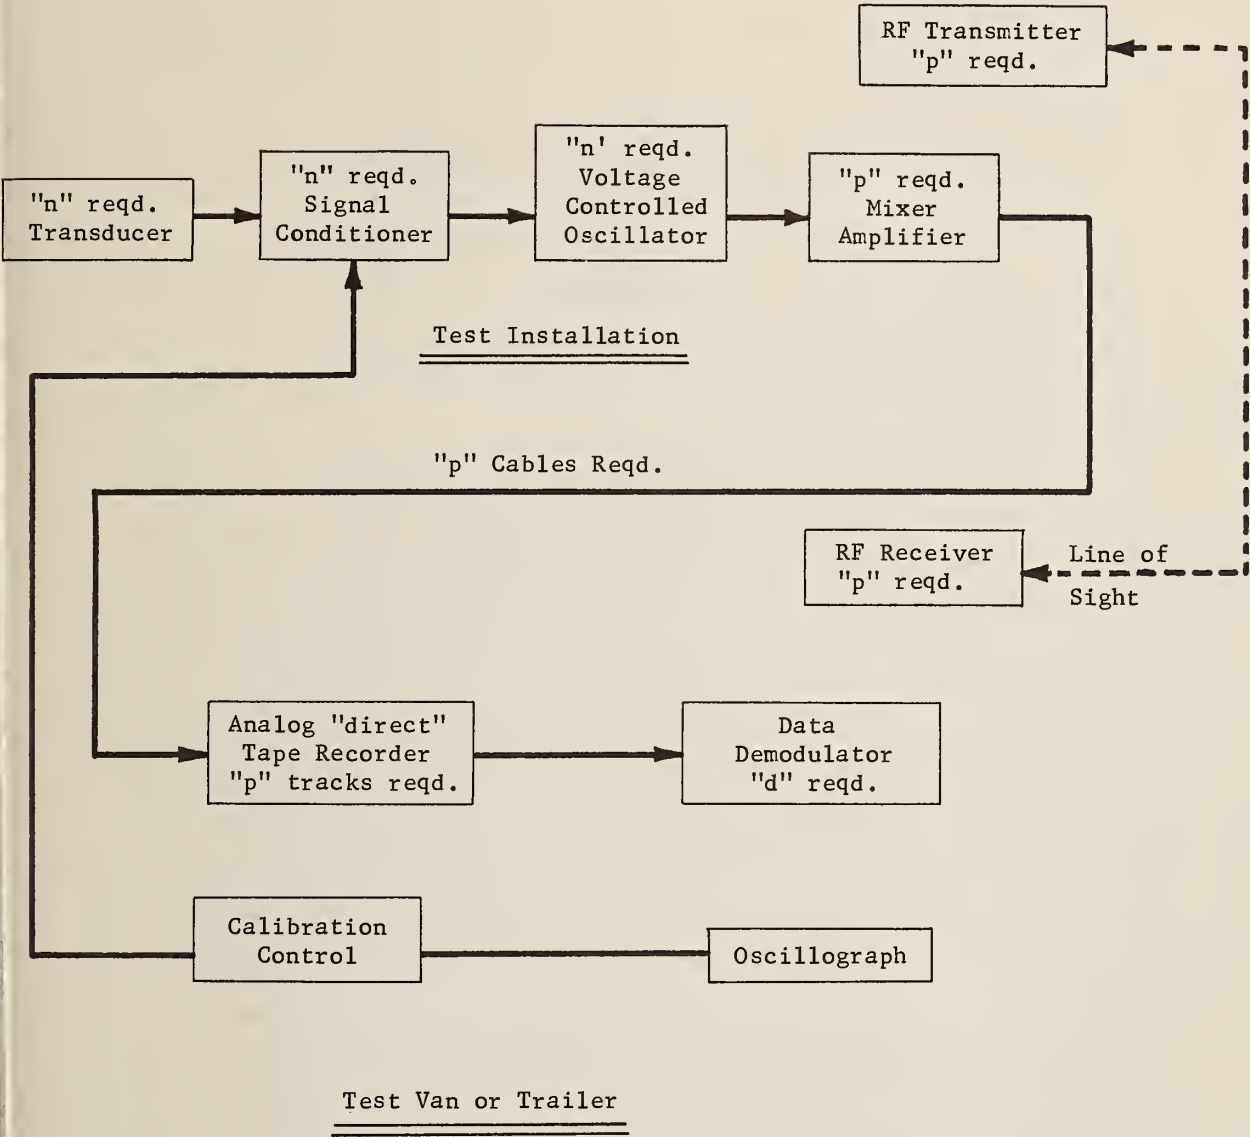 RF Transmitter
"p" reqd.
"n" reqd.
Transducer
"n" reqd.
Signal
Conditioner
"n' reqd.
Voltage
Controlled
Oscillator
"p" reqd.
Mixer
Amplifier
Test Installation
"p" Cables Reqd.
RF Receiver
"p" reqd.
Line of
Sight
Analog "direct"
Tape Recorder
"p" tracks reqd.
Data
Demodulator
"d" reqd.
Calibration
Control
Oscillograph
Test Van or Trailer